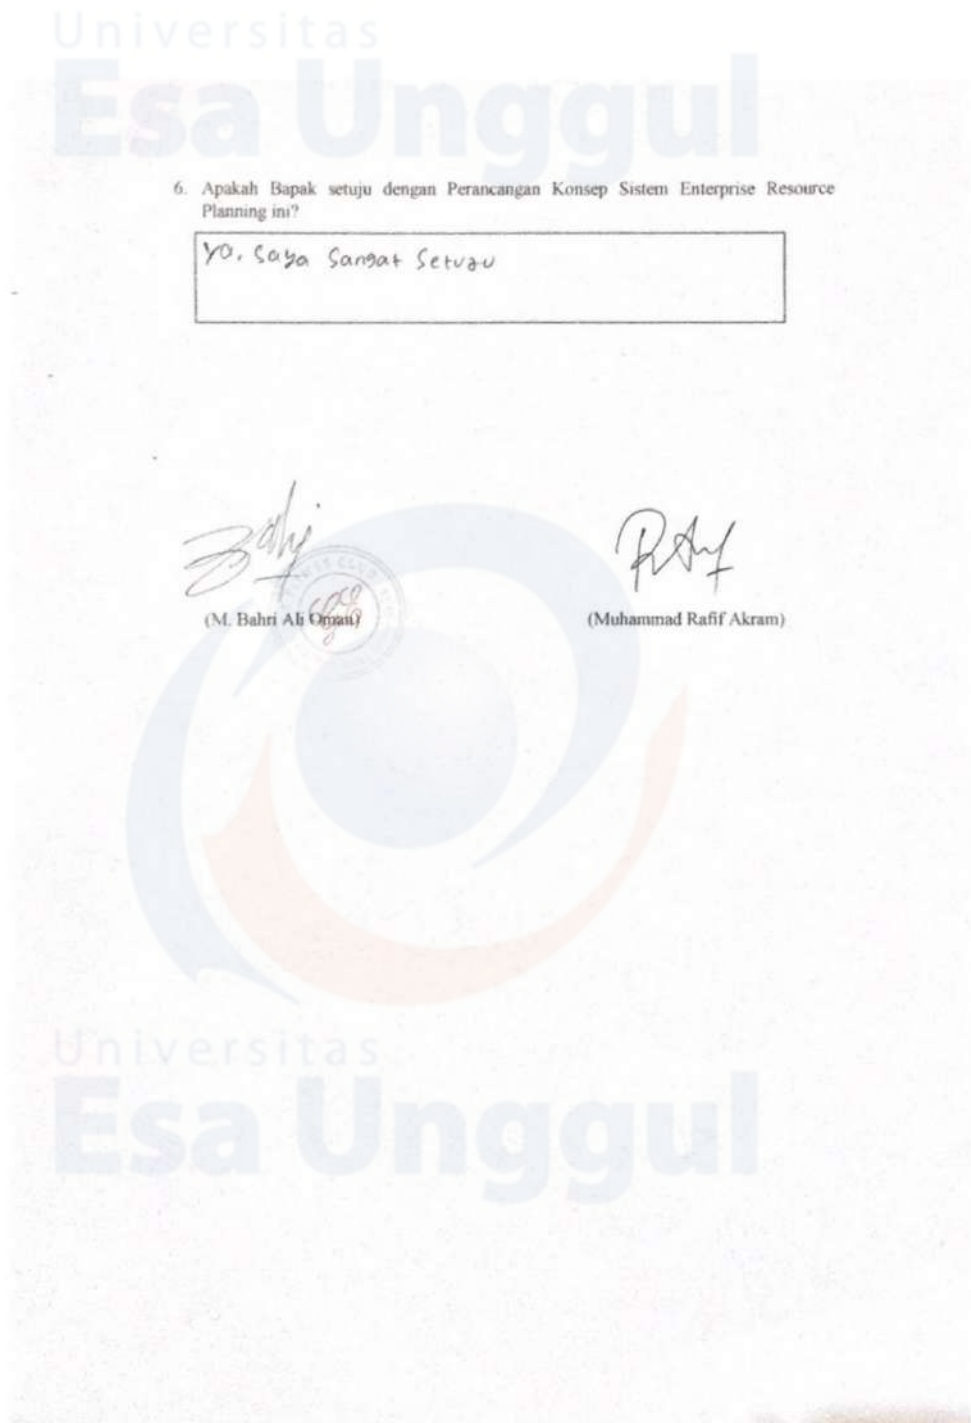 Universitas
Esa Unggul
6. Apakah Bapak setuju dengan Perancangan Konsep Sistem Enterprise Resource
Planning ini?
Ya, Saya Sangat Setuju
(M. Bahri Ali Oman)
(Muhammad Rafif Akram)
Universitas
Esa Unggul